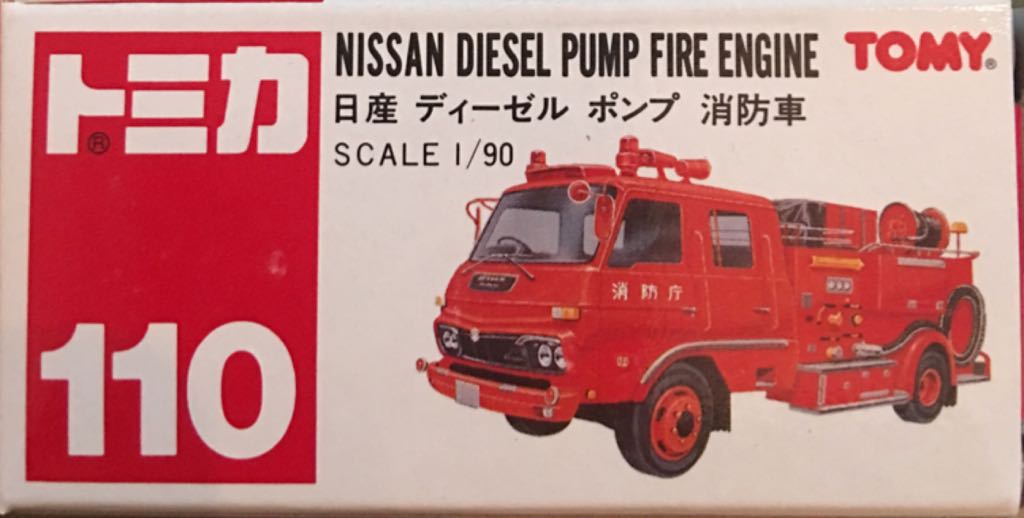 トミカ®
110
NISSAN DIESEL PUMP FIRE ENGINE
TOMY®
日産 ディーゼル ポンプ 消防車
SCALE 1/90
消防庁